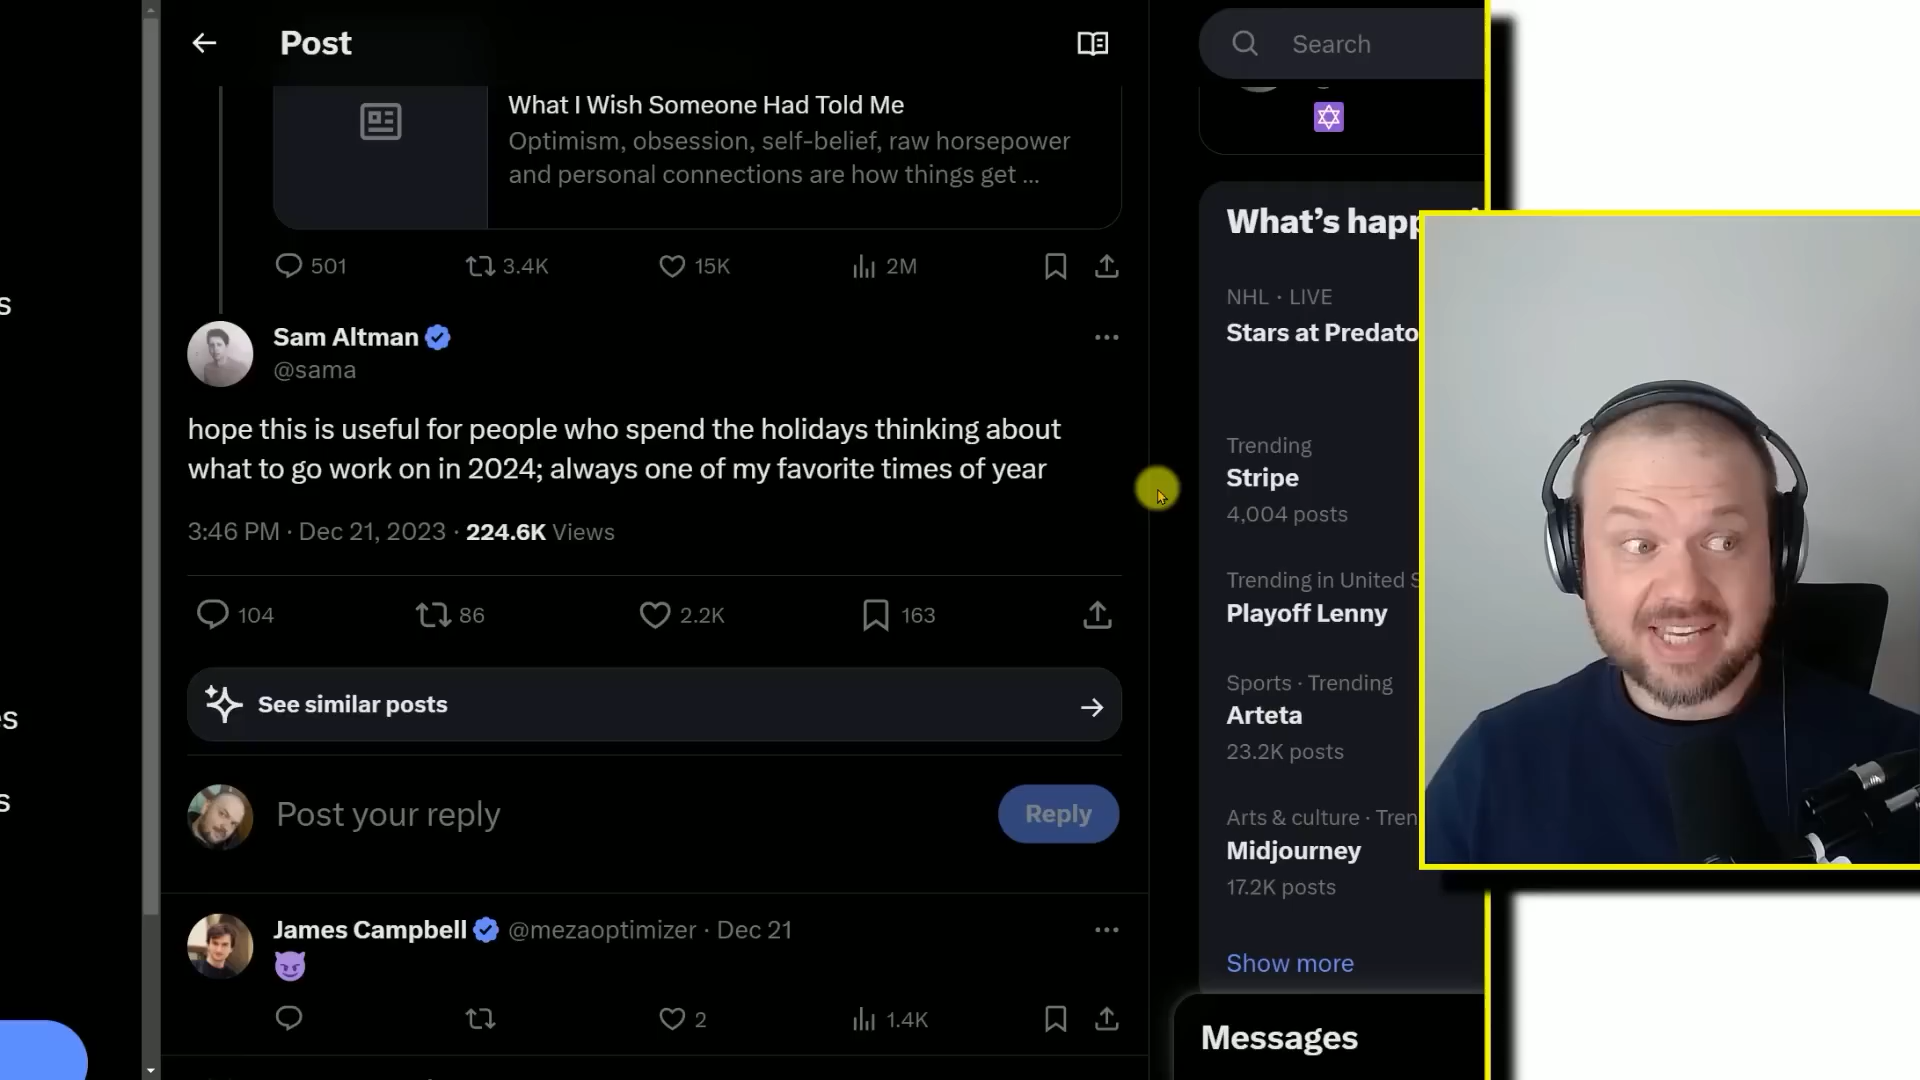 Post
Search
What I Wish Someone Had Told Me
Optimism, obsession, self-belief, raw horsepower
and personal connections are how things get ...
501 3.4K 15K 2M
Sam Altman
@sama
hope this is useful for people who spend the holidays thinking about
what to go work on in 2024; always one of my favorite times of year
3:46 PM · Dec 21, 2023 · 224.6K Views
104 86 2.2K 163
See similar posts
Post your reply
Reply
James Campbell @mezaoptimizer · Dec 21
😈
2 1.4K
✡
What's happ
NHL · LIVE
Stars at Predato
Trending
Stripe
4,004 posts
Trending in United S
Playoff Lenny
Sports · Trending
Arteta
23.2K posts
Arts & culture · Tren
Midjourney
17.2K posts
Show more
Messages